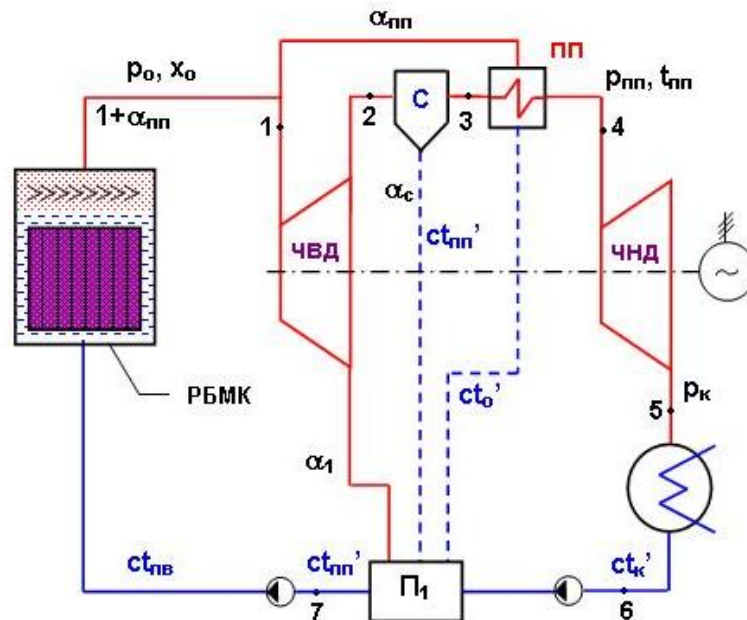 αпп
пп
pо, xо
pпп, tпп
1+αпп
2
С
3
1
4
αс
ctпп’
ЧВД
ЧНД
~
РБМК
ctо’
pк
5
α1
ctпв
ctпп’
ctк’
П1
7
6